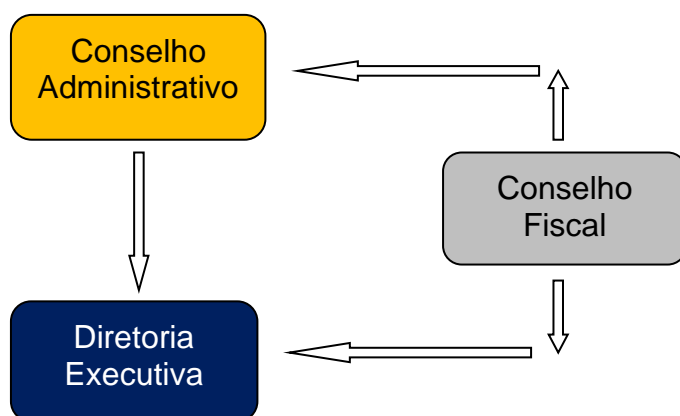 Conselho
Administrativo
Conselho
Fiscal
Diretoria
Executiva